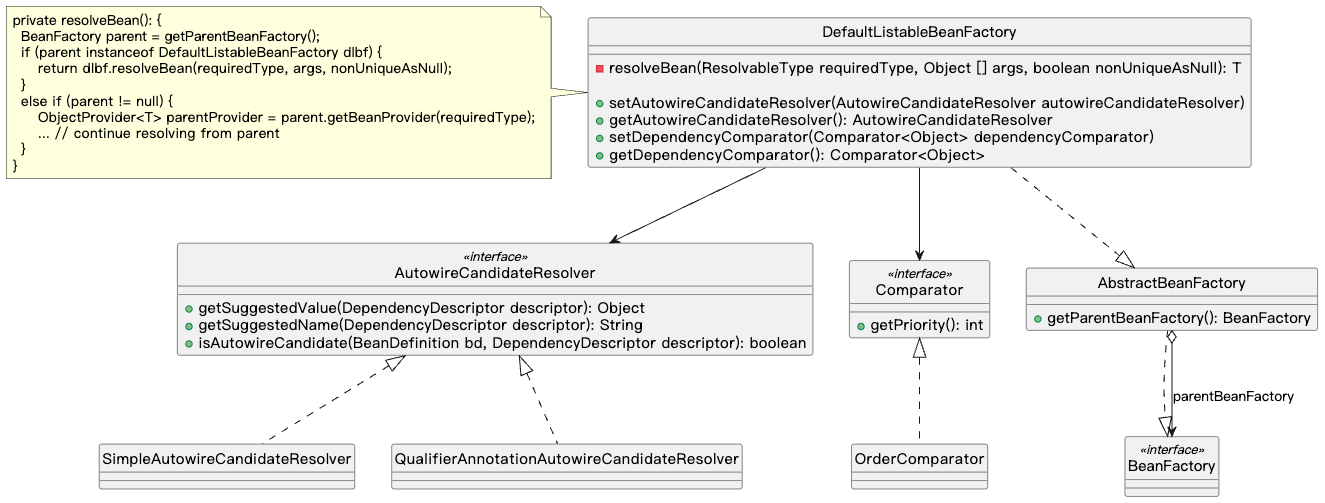 private resolveBean(): {
BeanFactory parent = getParentBeanFactory();
if (parent instanceof DefaultListableBeanFactory dlbf) {
return dlbf.resolveBean(requiredType, args, nonUniqueAsNull);
}
else if (parent != null) {
ObjectProvider<T> parentProvider = parent.getBeanProvider(requiredType);
... // continue resolving from parent
}
}
DefaultListableBeanFactory
resolveBean(ResolvableType requiredType, Object [] args, boolean nonUniqueAsNull): T
setAutowireCandidateResolver(AutowireCandidateResolver autowireCandidateResolver)
getAutowireCandidateResolver(): AutowireCandidateResolver
setDependencyComparator(Comparator<Object> dependencyComparator)
getDependencyComparator(): Comparator<Object>
«interface»
AutowireCandidateResolver
getSuggestedValue(DependencyDescriptor descriptor): Object
getSuggestedName(DependencyDescriptor descriptor): String
isAutowireCandidate(BeanDefinition bd, DependencyDescriptor descriptor): boolean
«interface»
Comparator
getPriority(): int
AbstractBeanFactory
getParentBeanFactory(): BeanFactory
parentBeanFactory
SimpleAutowireCandidateResolver
QualifierAnnotationAutowireCandidateResolver
OrderComparator
«interface»
BeanFactory